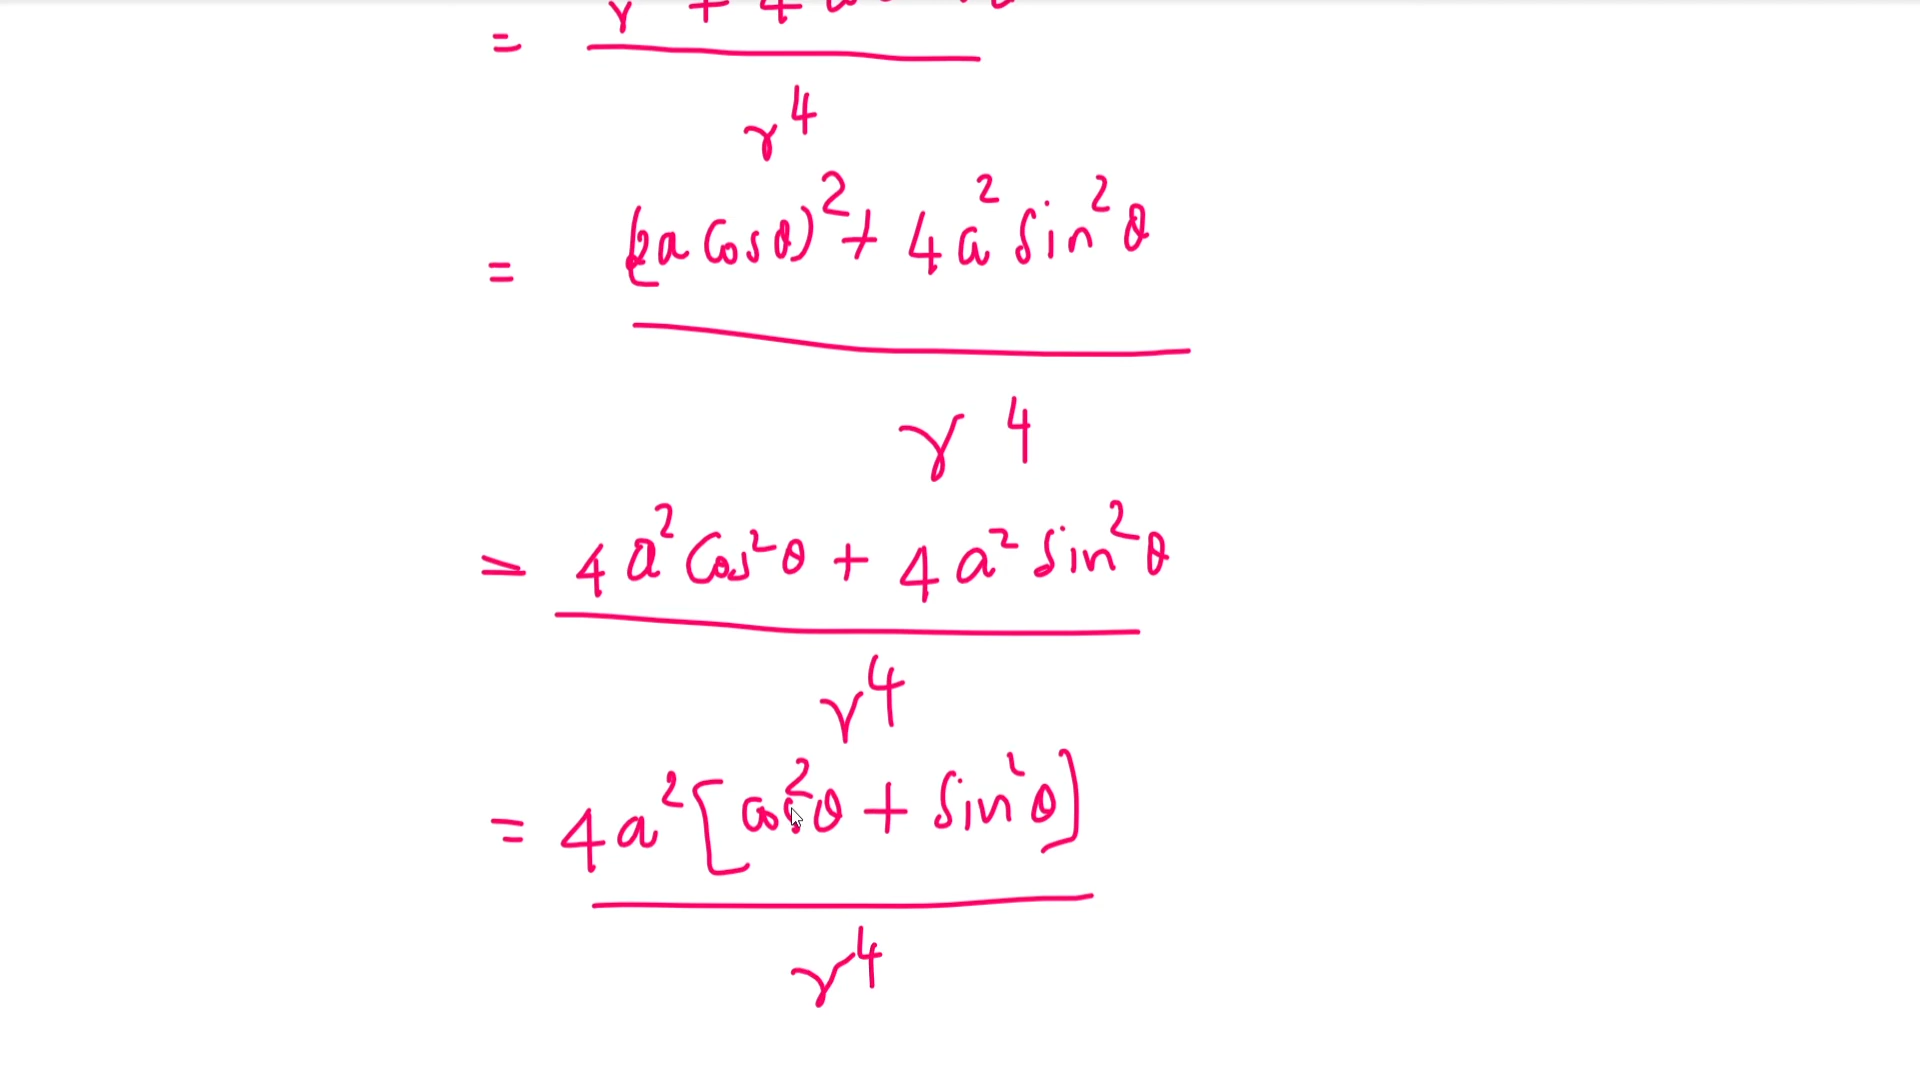 =
r⁴
= (2a Cosθ)² + 4a² Sin²θ
r⁴
= 4a² Cos²θ + 4a² Sin²θ
r⁴
= 4a² [cos²θ + Sin²θ]
r⁴